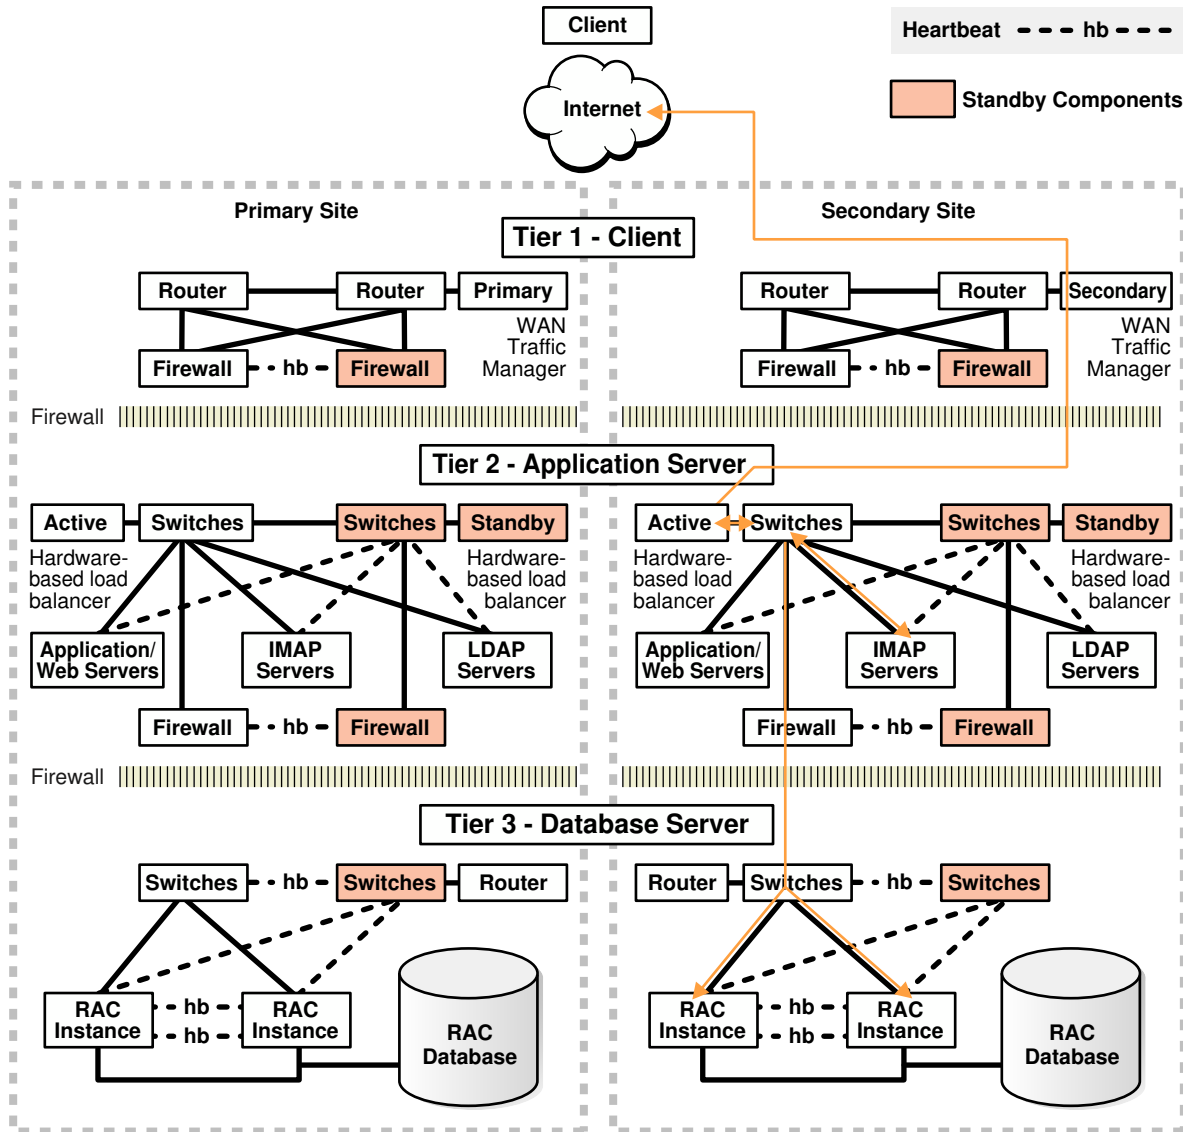 Client
Heartbeat hb
Internet
Standby Components
Primary Site
Secondary Site
Tier 1 - Client
Router
Router
Primary
Router
Router
Secondary
WAN
Traffic
Manager
WAN
Traffic
Manager
Firewall
hb
Firewall
Firewall
hb
Firewall
Firewall
Tier 2 - Application Server
Active
Switches
Switches
Standby
Active
Switches
Switches
Standby
Hardware-
based load
balancer
Hardware-
based load
balancer
Hardware-
based load
balancer
Hardware-
based load
balancer
Application/
Web Servers
IMAP
Servers
LDAP
Servers
Application/
Web Servers
IMAP
Servers
LDAP
Servers
Firewall
hb
Firewall
Firewall
hb
Firewall
Firewall
Tier 3 - Database Server
Switches
hb
Switches
Router
Router
Switches
hb
Switches
RAC
Instance
hb
hb
RAC
Instance
RAC
Database
RAC
Instance
hb
hb
RAC
Instance
RAC
Database